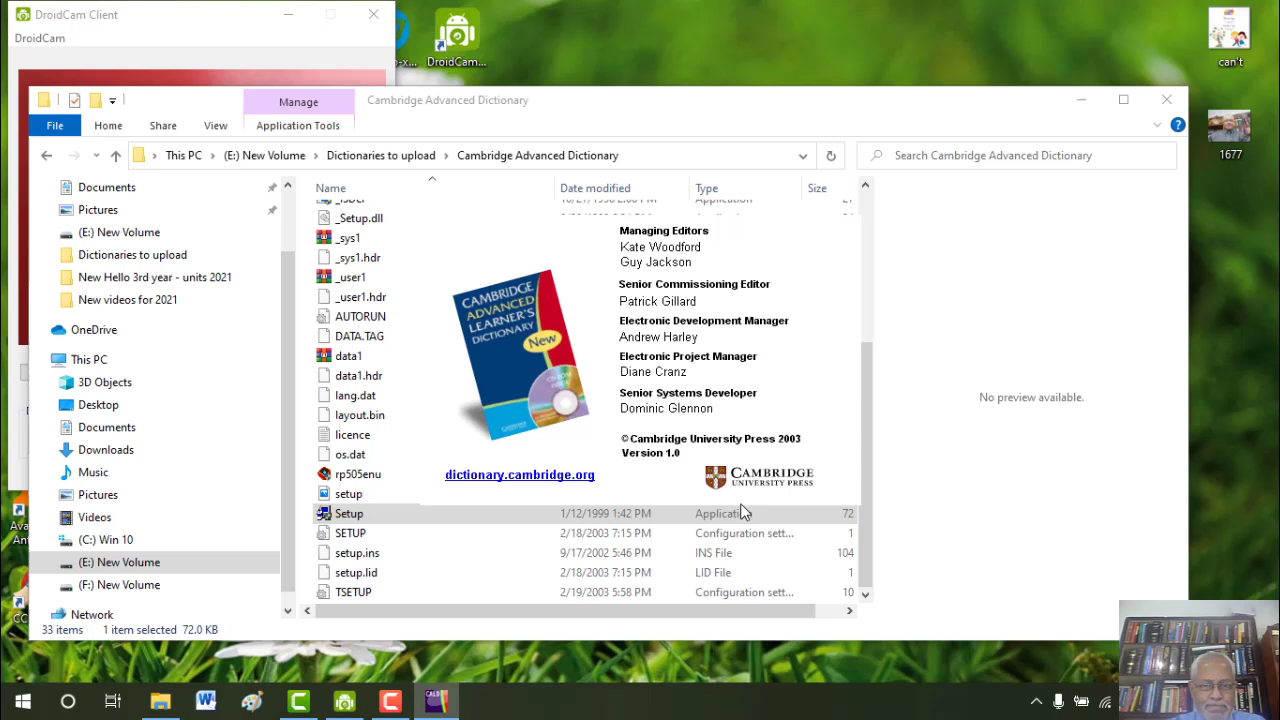 DroidCam Client
DroidCam
DroidCam...
can't
1677
Manage
Cambridge Advanced Dictionary
File
Home
Share
View
Application Tools
This PC
(E:) New Volume
Dictionaries to upload
Cambridge Advanced Dictionary
Search Cambridge Advanced Dictionary
Documents
Pictures
(E:) New Volume
Dictionaries to upload
New Hello 3rd year - units 2021
New videos for 2021
OneDrive
This PC
3D Objects
Desktop
Documents
Downloads
Music
Pictures
Videos
(C:) Win 10
(E:) New Volume
(F:) New Volume
Network
33 items 1 item selected 72.0 KB
Name Date modified Type Size
_Setup.dll
_sys1
_sys1.hdr
_user1
_user1.hdr
AUTORUN
DATA.TAG
data1
data1.hdr
lang.dat
layout.bin
licence
os.dat
rp505enu
setup
Setup 1/12/1999 1:42 PM 72
SETUP 2/18/2003 7:15 PM Configuration sett... 1
setup.ins 9/17/2002 5:46 PM INS File 104
setup.lid 2/18/2003 7:15 PM LID File 1
TSETUP 2/19/2003 5:58 PM Configuration sett... 10
CAMBRIDGE
ADVANCED
LEARNER'S
DICTIONARY
New
Managing Editors
Kate Woodford
Guy Jackson
Senior Commissioning Editor
Patrick Gillard
Electronic Development Manager
Andrew Harley
Electronic Project Manager
Diane Cranz
Senior Systems Developer
Dominic Glennon
©Cambridge University Press 2003
Version 1.0
dictionary.cambridge.org
CAMBRIDGE
UNIVERSITY PRESS
No preview available.
CALD